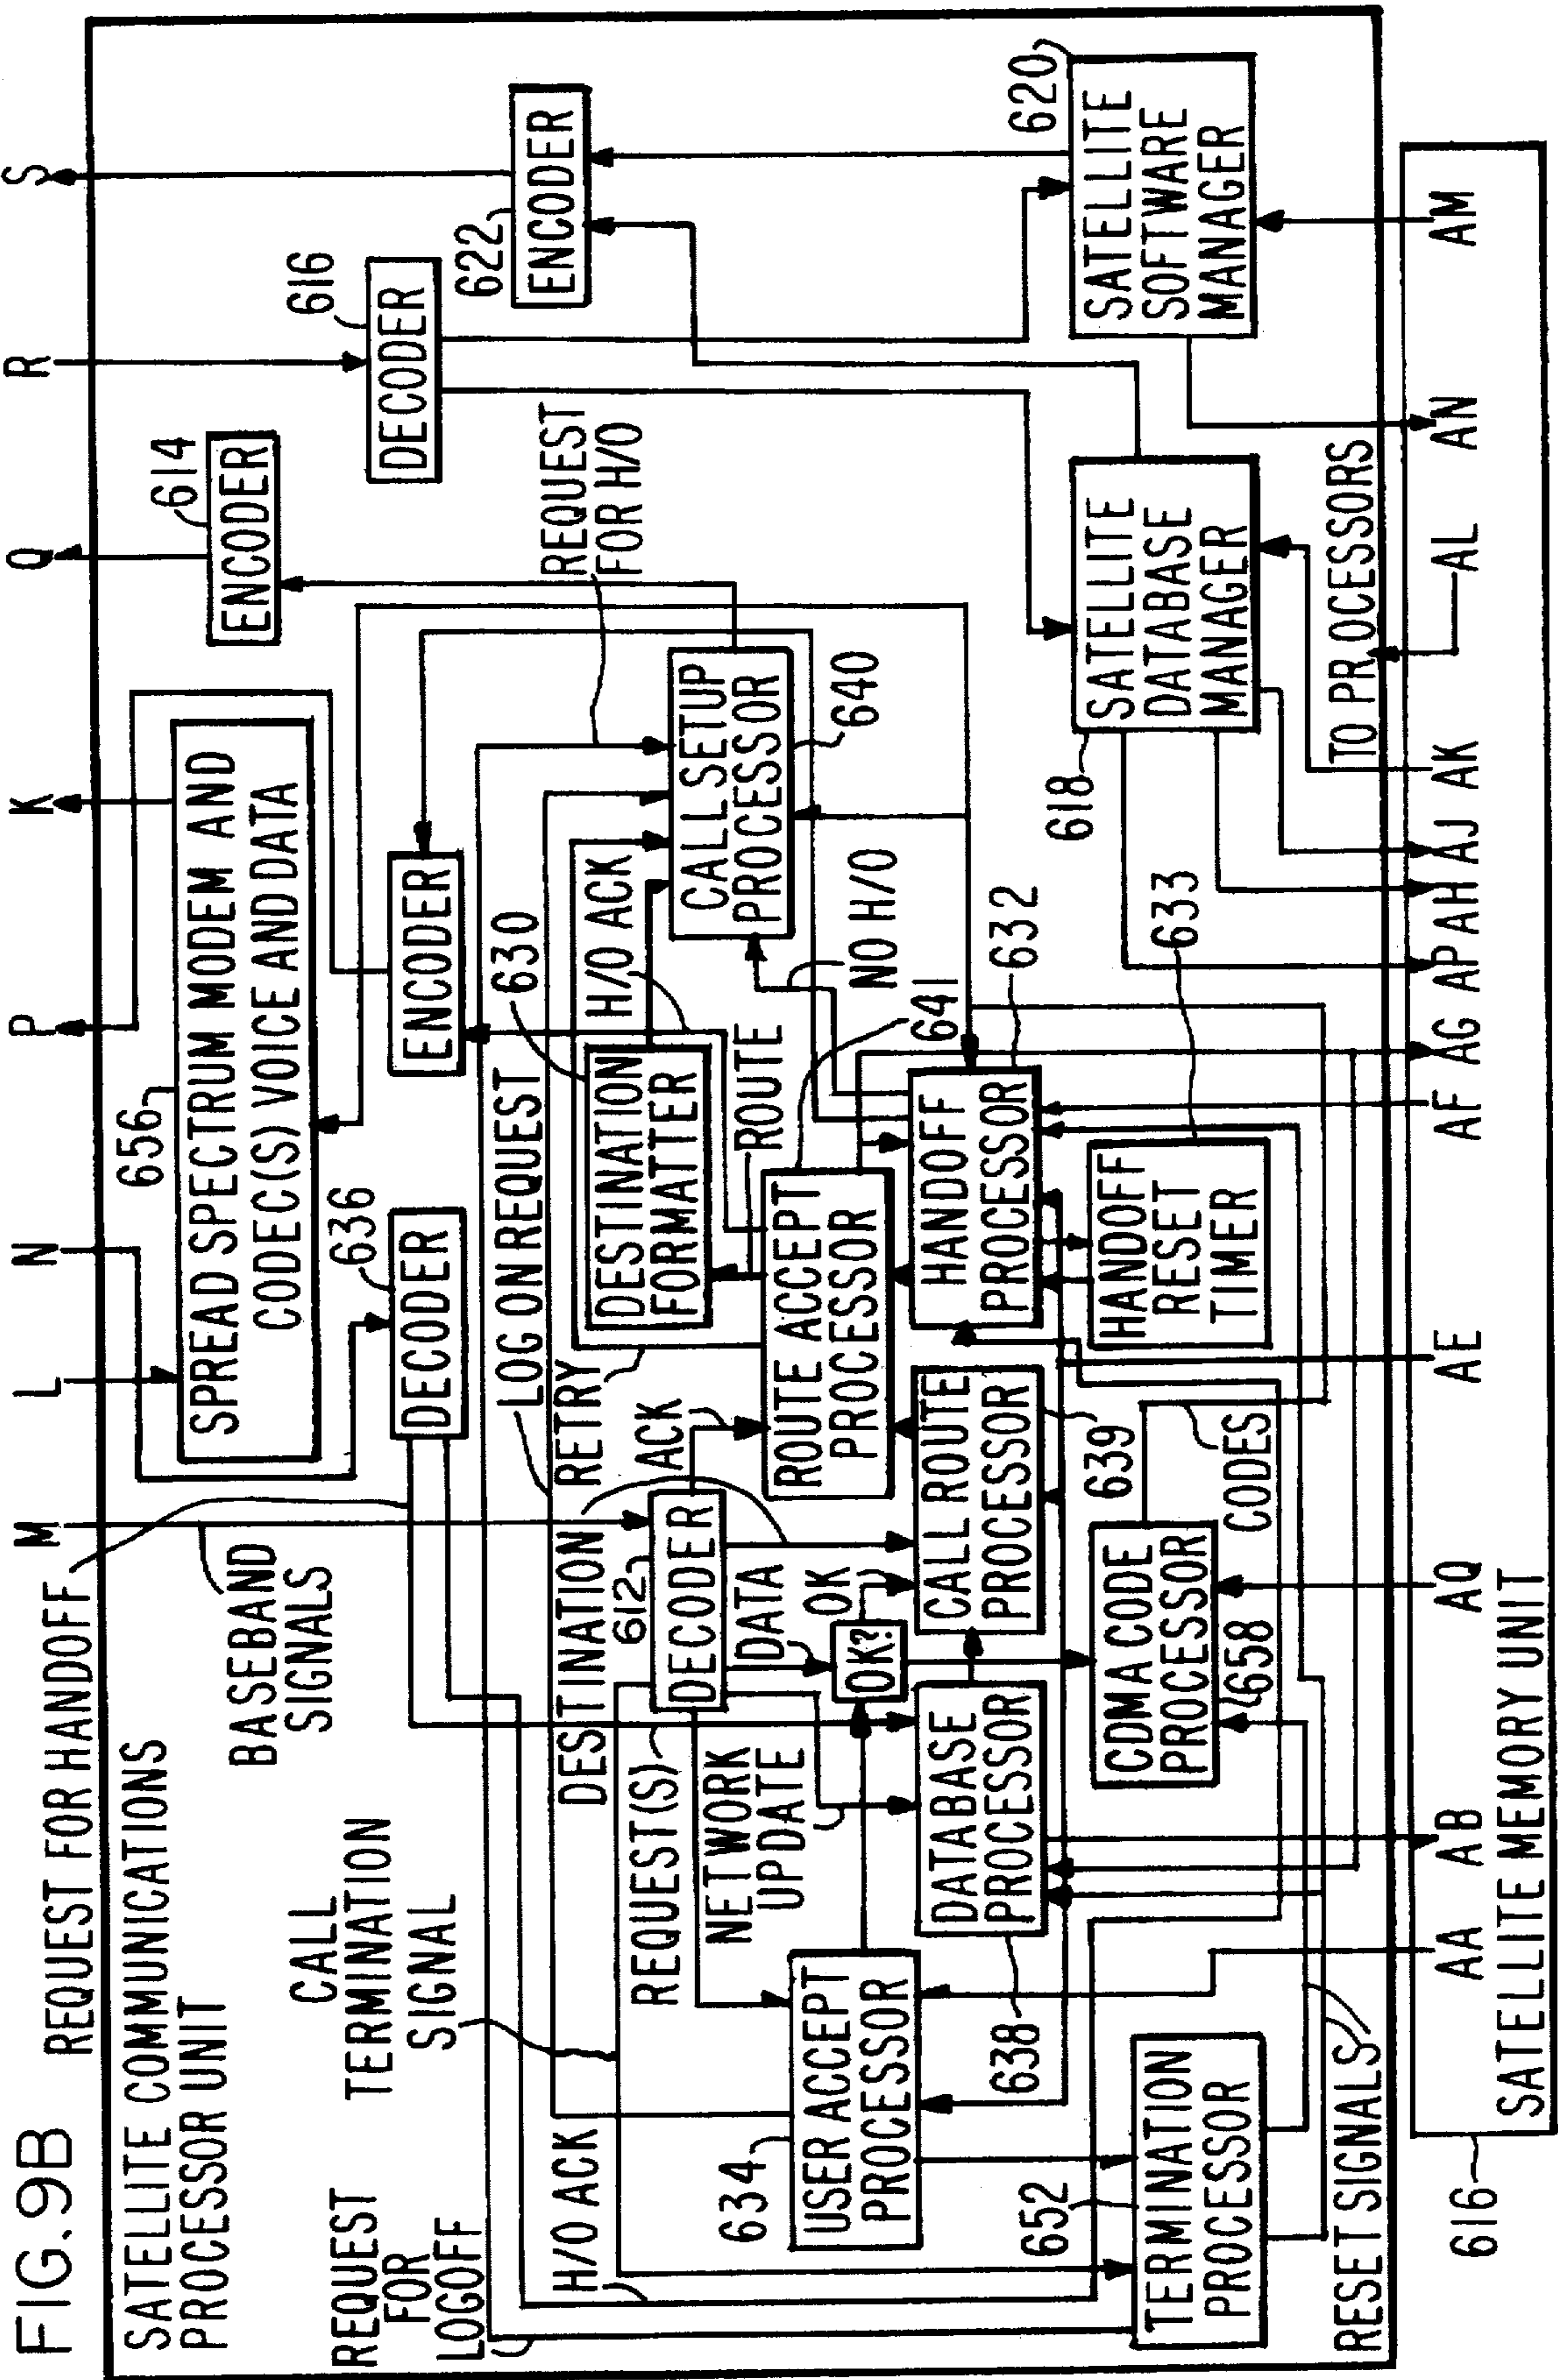 FIG. 9B
SATELLITE COMMUNICATIONS
PROCESSOR UNIT
REQUEST FOR HANDOFF
M
L
N
P
K
Q
R
S
BASEBAND
SIGNALS
CALL
TERMINATION
SIGNAL
REQUEST
FOR
LOGOFF
H/O ACK
656
SPREAD SPECTRUM MODEM AND
CODEC(S) VOICE AND DATA
636
DECODER
ENCODER
614
ENCODER
616
DECODER
622
ENCODER
REQUEST
FOR H/O
LOG ON REQUEST
RETRY
630
H/O ACK
DESTINATION
FORMATTER
ROUTE
CALL SETUP
PROCESSOR
640
NO H/O
641
DESTINATION
612
DECODER
ACK
REQUEST(S)
NETWORK
UPDATE
DATA
OK
OK?
ROUTE ACCEPT
PROCESSOR
634
USER ACCEPT
PROCESSOR
638
DATABASE
PROCESSOR
CALL ROUTE
PROCESSOR
639
HANDOFF
PROCESSOR
632
633
HANDOFF
RESET
TIMER
CDMA CODE
PROCESSOR
658
CODES
652
TERMINATION
PROCESSOR
RESET SIGNALS
618
SATELLITE
DATABASE
MANAGER
620
SATELLITE
SOFTWARE
MANAGER
TO PROCESSORS
AA
AB
AQ
AE
AF
AG
AP
AH
AJ
AK
AL
AN
AM
616
SATELLITE MEMORY UNIT